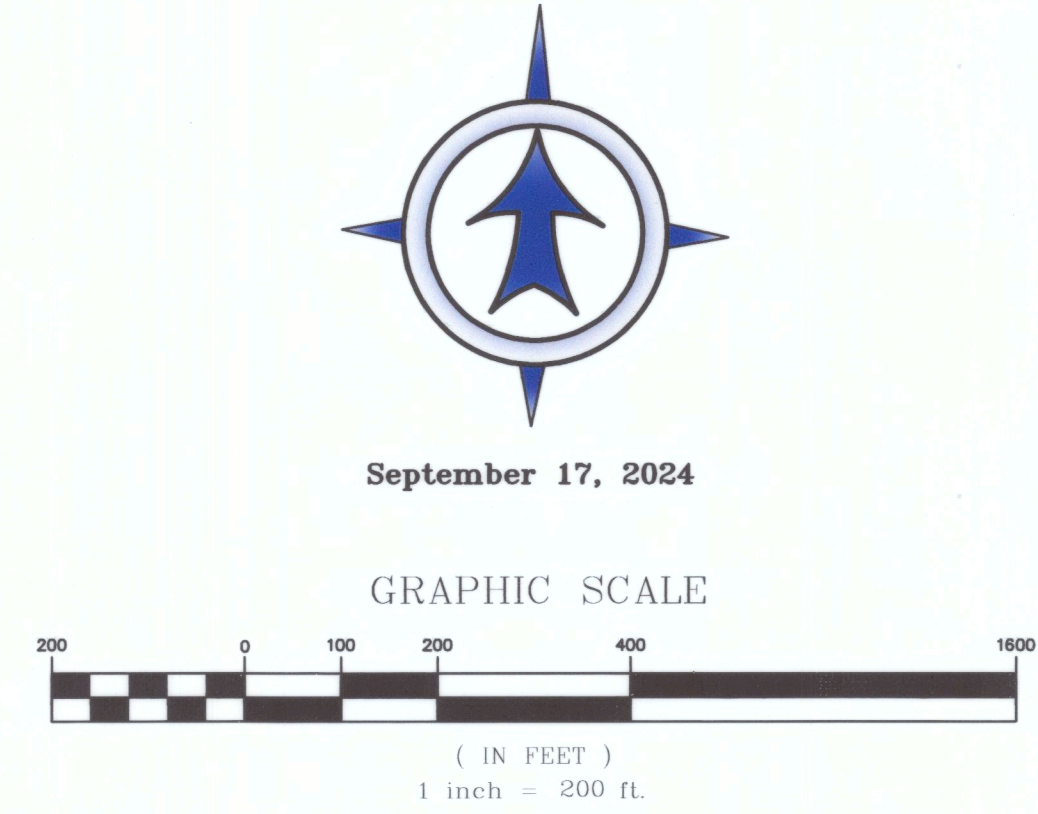 September 17, 2024
GRAPHIC SCALE
200 0 100 200 400 1600
( IN FEET )
1 inch = 200 ft.